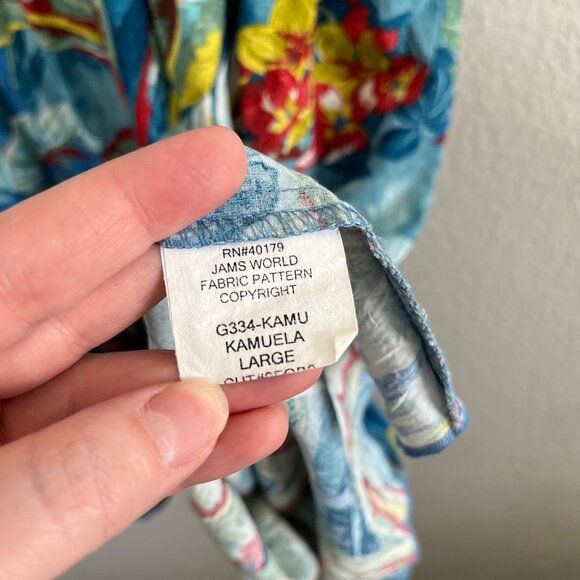 RN#40179
JAMS WORLD
FABRIC PATTERN
COPYRIGHT
G334-KAMU
KAMUELA
LARGE